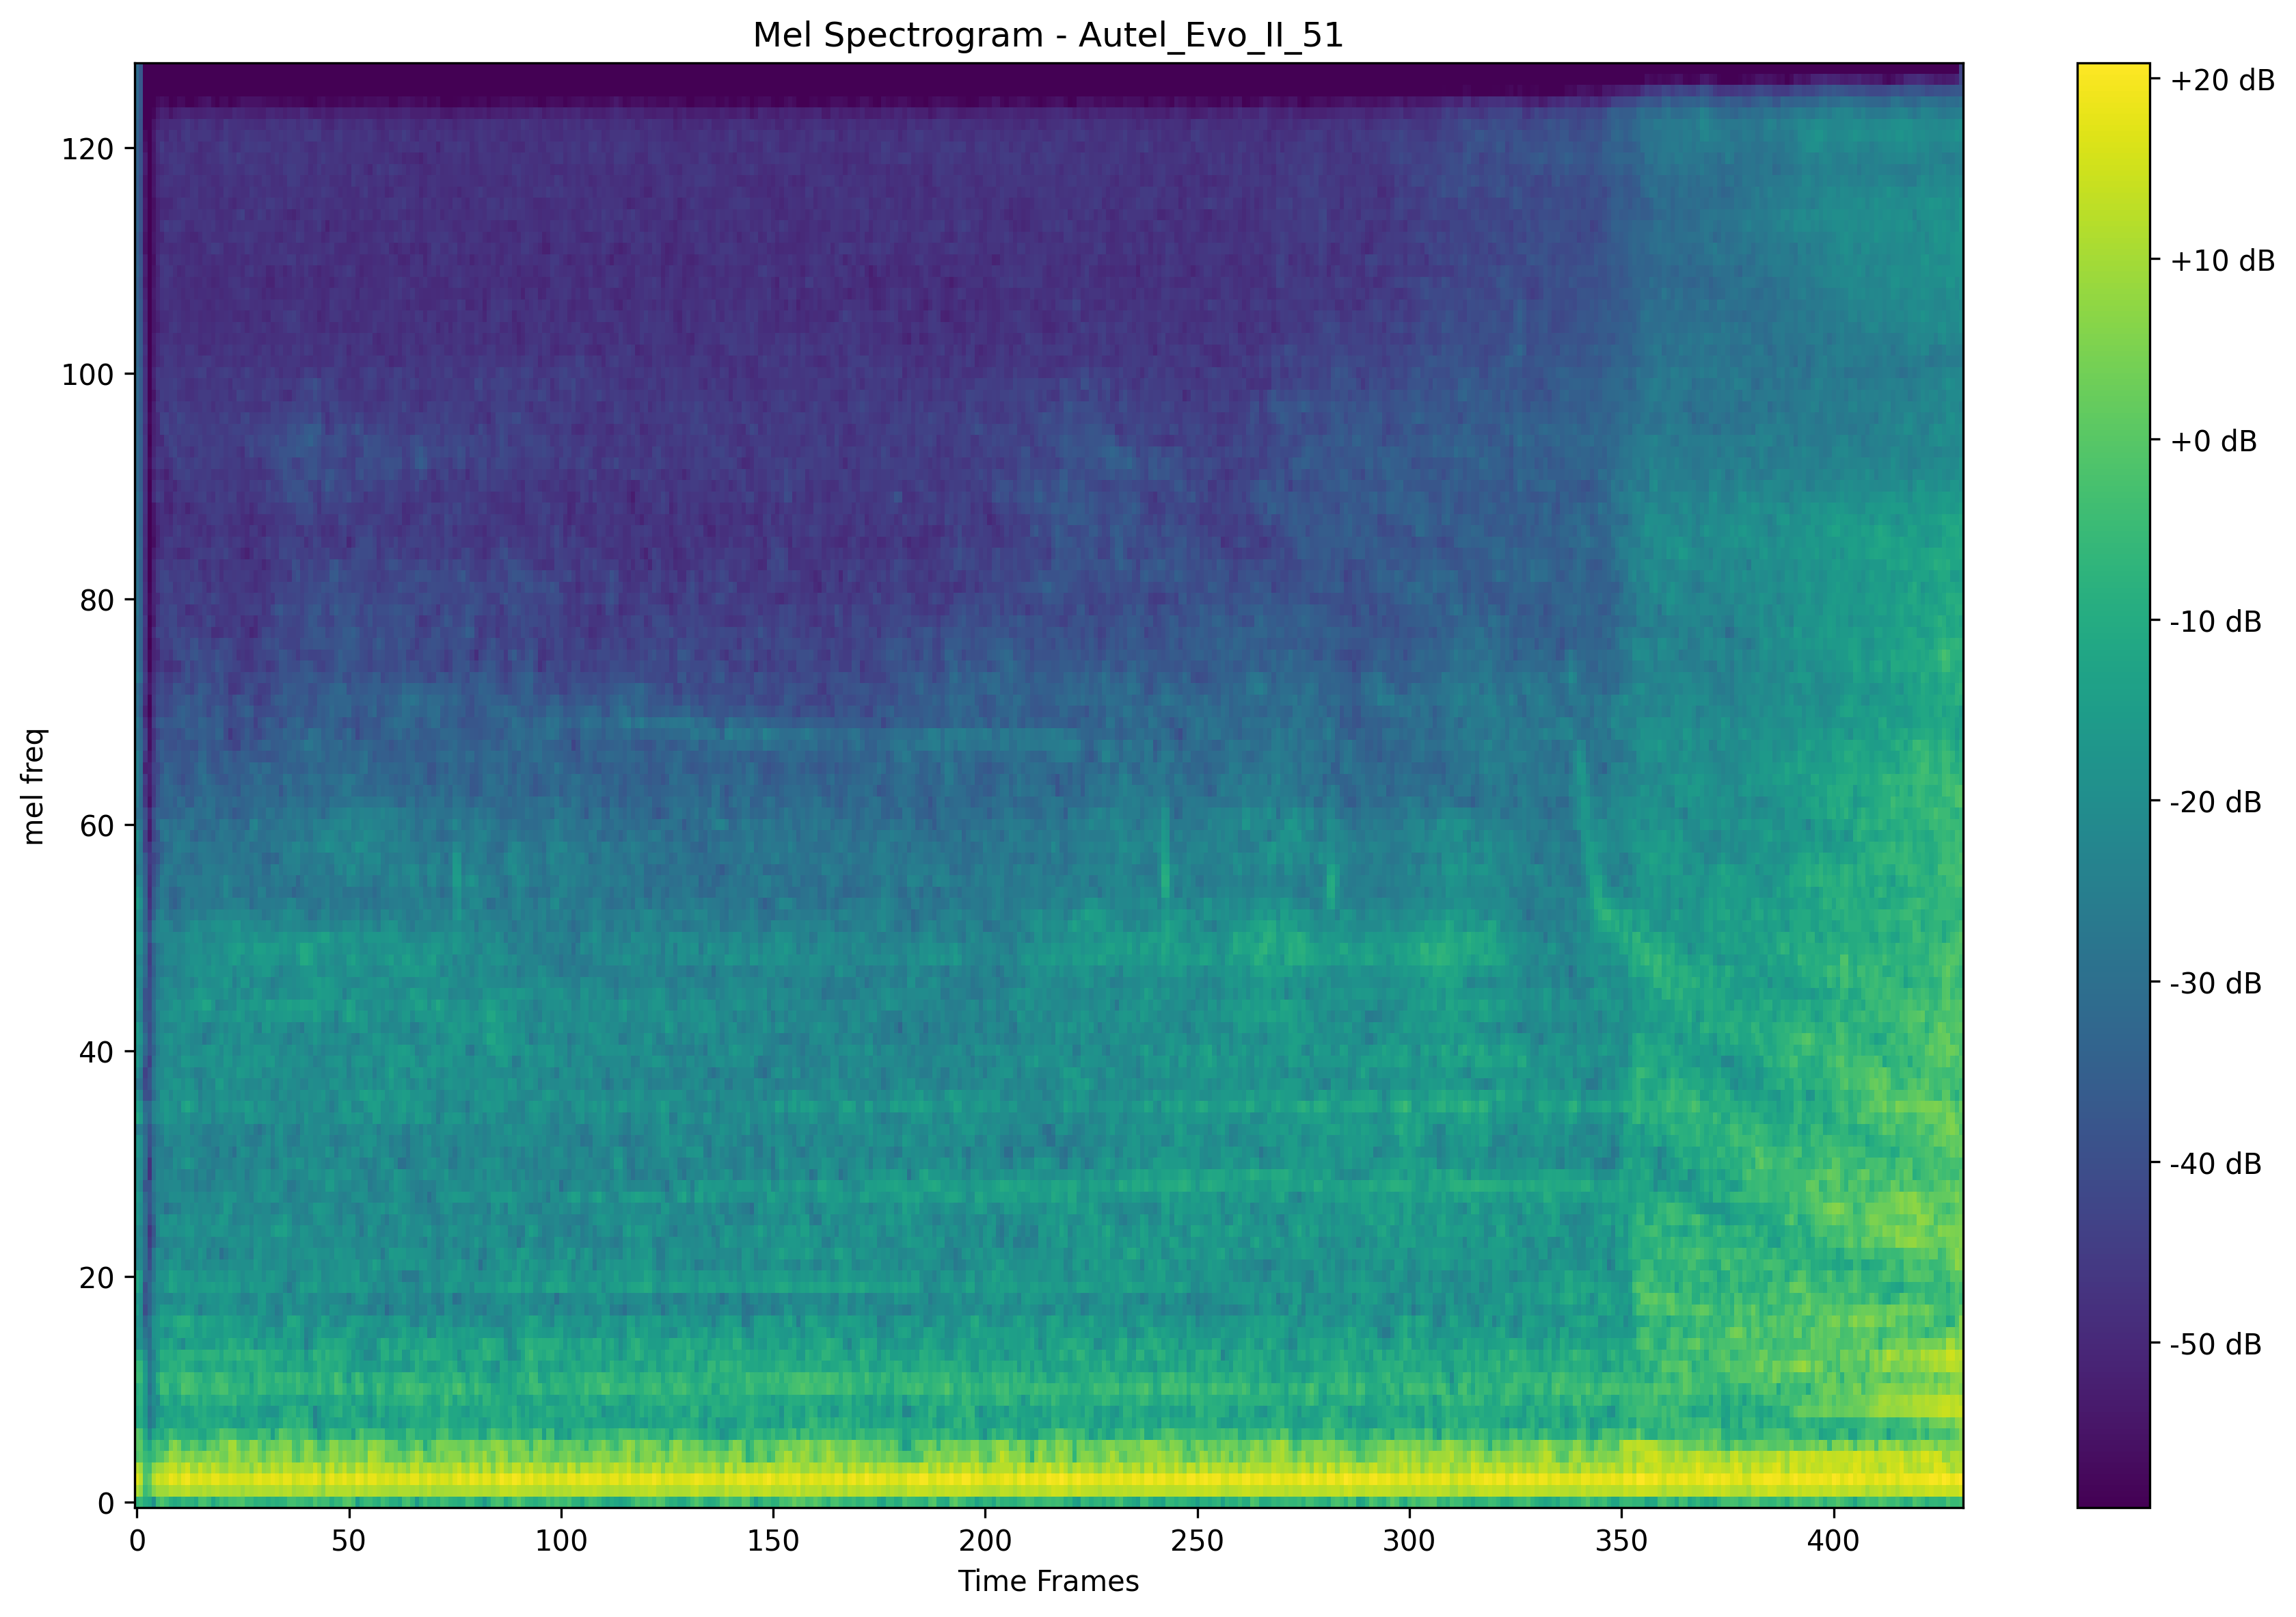 Mel Spectrogram - Autel_Evo_II_51
mel freq
120
100
80
60
40
20
0
0 50 100 150 200 250 300 350 400
Time Frames
+20 dB
+10 dB
+0 dB
-10 dB
-20 dB
-30 dB
-40 dB
-50 dB